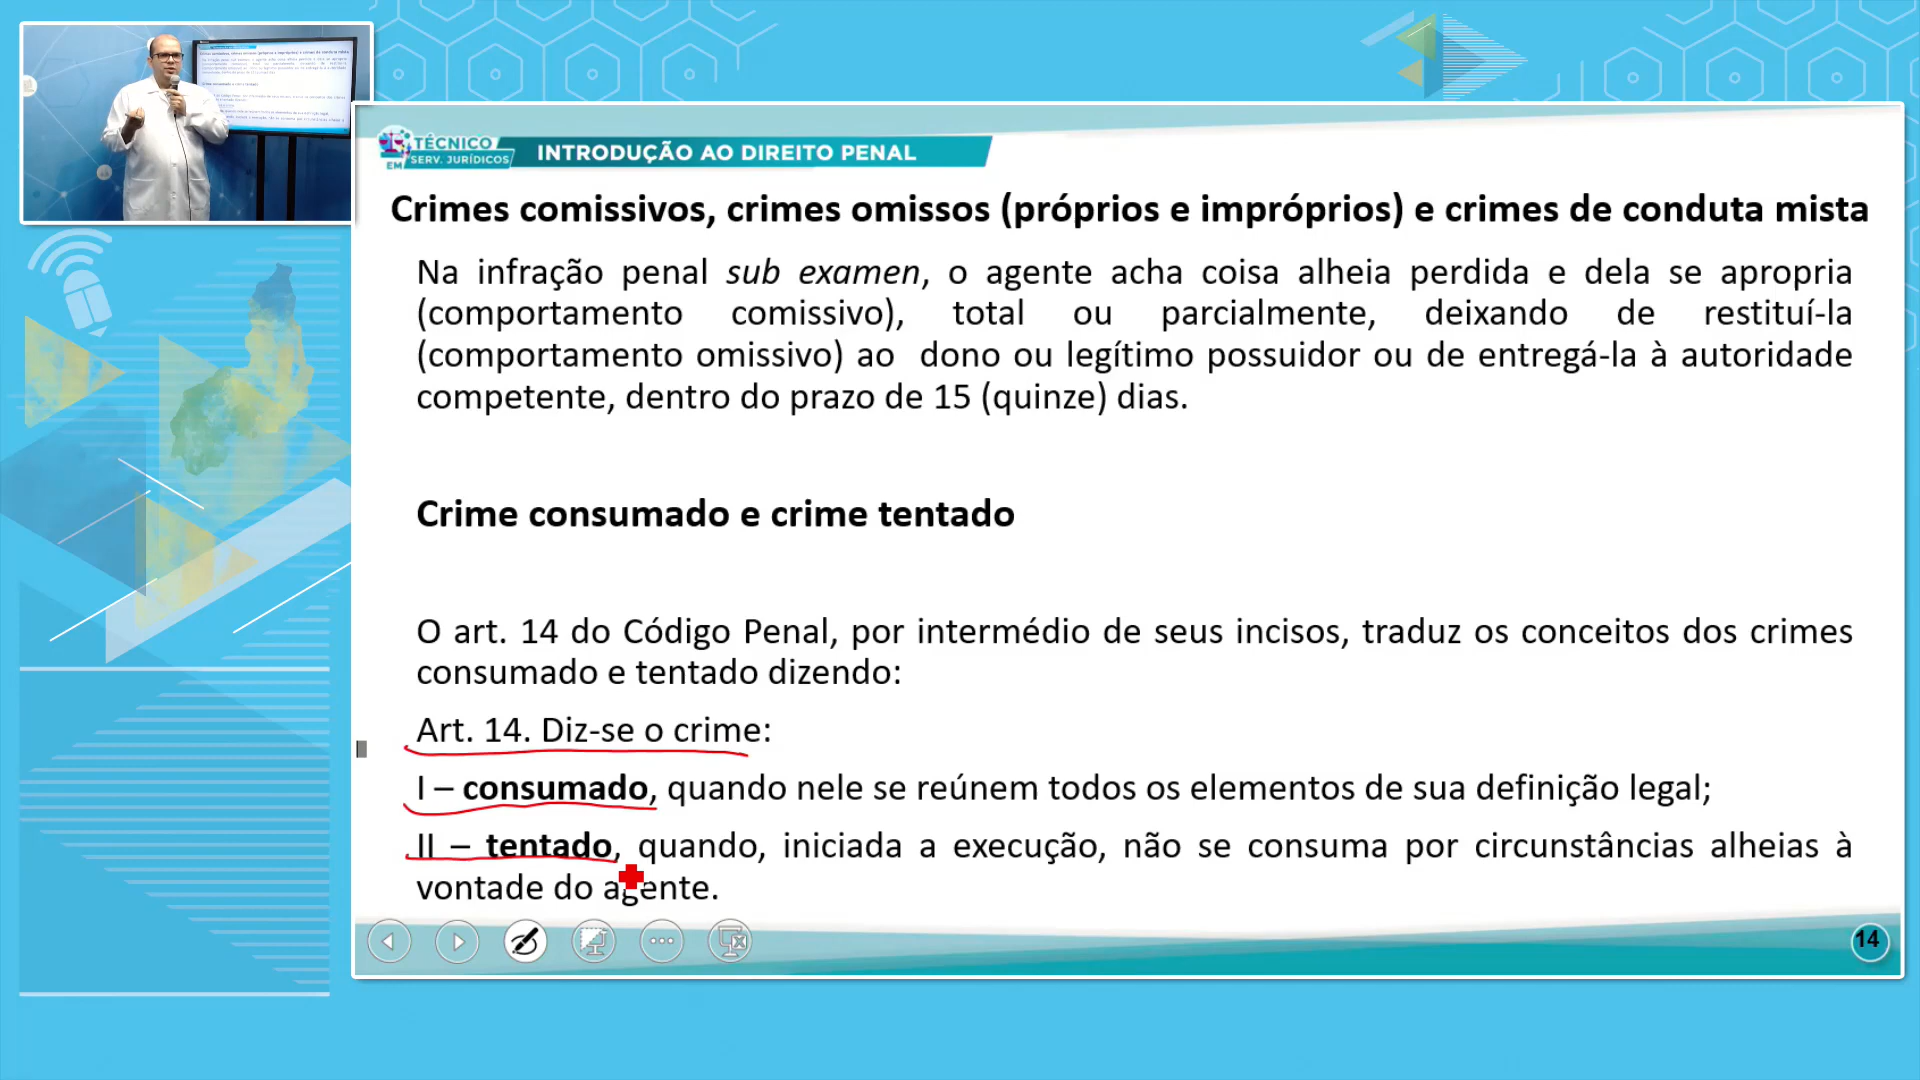 TÉCNICO
EM SERV. JURÍDICOS
INTRODUÇÃO AO DIREITO PENAL
Crimes comissivos, crimes omissos (próprios e impróprios) e crimes de conduta mista
Na infração penal sub examen, o agente acha coisa alheia perdida e dela se apropria
(comportamento comissivo), total ou parcialmente, deixando de restituí-la
(comportamento omissivo) ao dono ou legítimo possuidor ou de entregá-la à autoridade
competente, dentro do prazo de 15 (quinze) dias.
Crime consumado e crime tentado
O art. 14 do Código Penal, por intermédio de seus incisos, traduz os conceitos dos crimes
consumado e tentado dizendo:
Art. 14. Diz-se o crime:
I – consumado, quando nele se reúnem todos os elementos de sua definição legal;
II – tentado, quando, iniciada a execução, não se consuma por circunstâncias alheias à
vontade do agente.
14